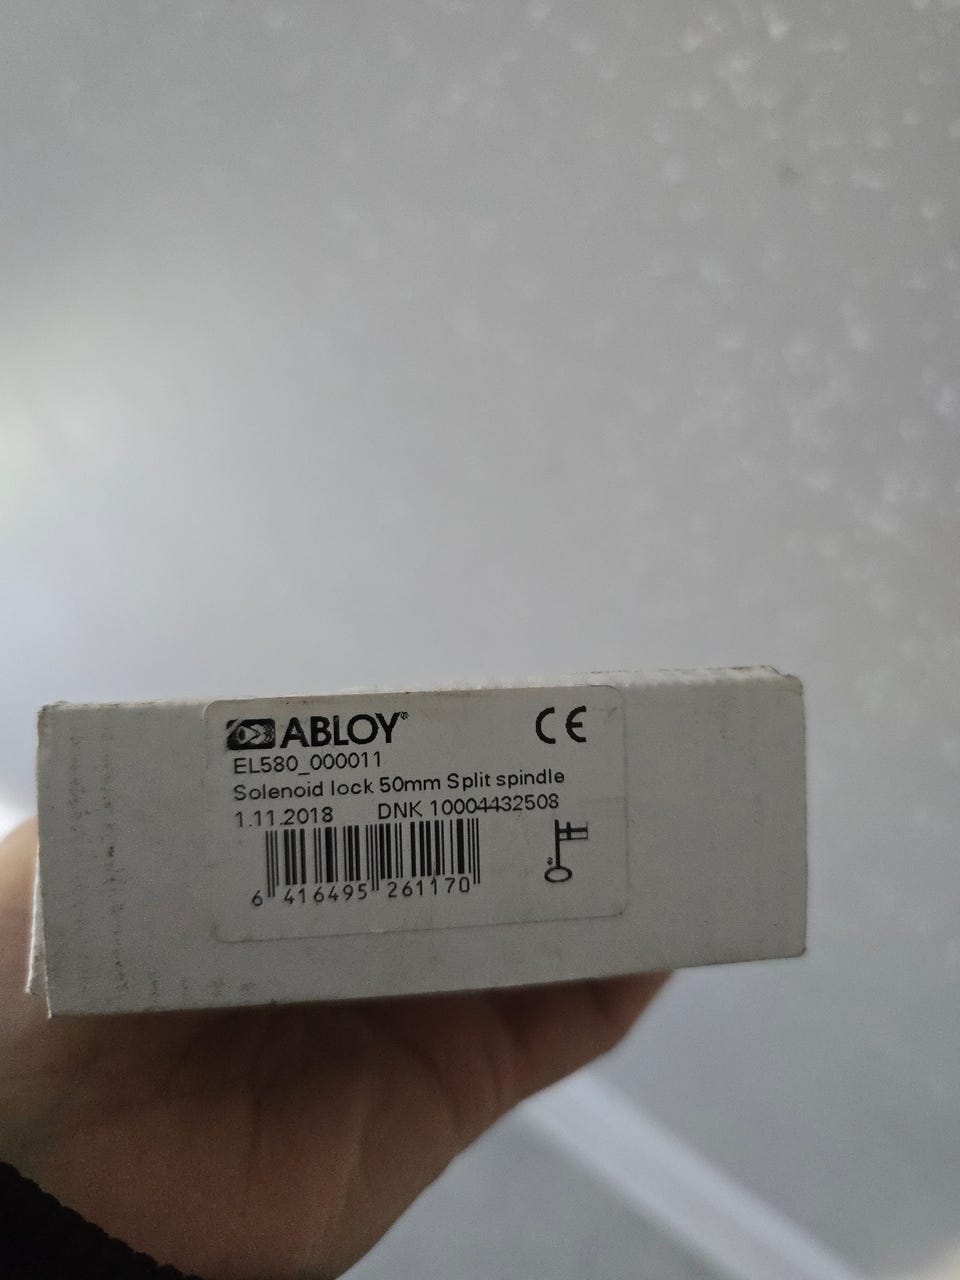 ABLOY® CE
EL580_000011
Solenoid lock 50mm Split spindle
1.11.2018 DNK 10004432508
6 416495 261170